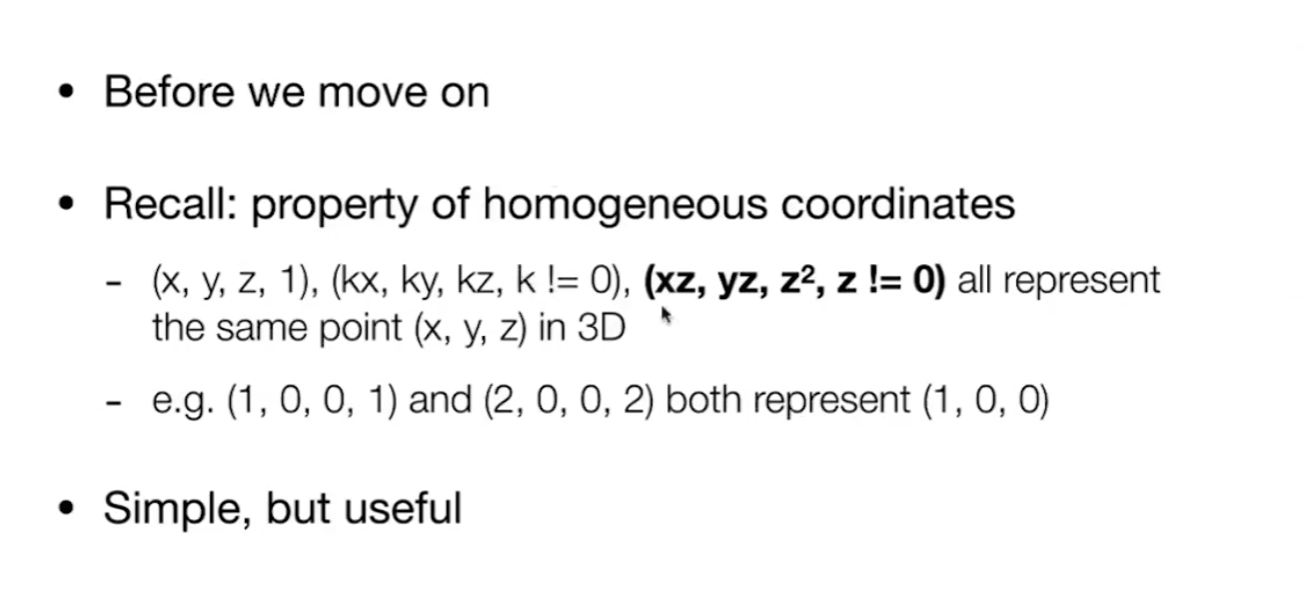 • Before we move on
• Recall: property of homogeneous coordinates
- (x, y, z, 1), (kx, ky, kz, k != 0), (xz, yz, z², z != 0) all represent
the same point (x, y, z) in 3D
- e.g. (1, 0, 0, 1) and (2, 0, 0, 2) both represent (1, 0, 0)
• Simple, but useful